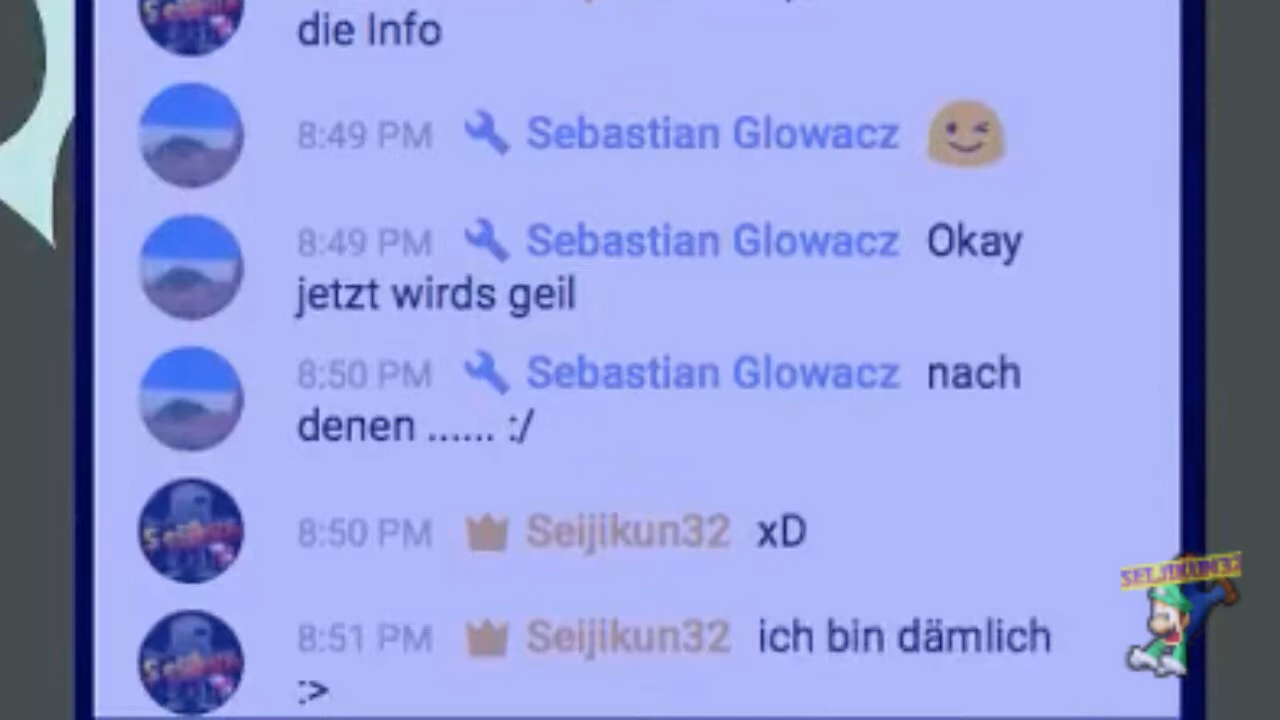 die Info
8:49 PM Sebastian Glowacz 😉
8:49 PM Sebastian Glowacz Okay
jetzt wirds geil
8:50 PM Sebastian Glowacz nach
denen ...... :/
8:50 PM Seijikun32 xD
8:51 PM Seijikun32 ich bin dämlich
:>
SEIJIKUN32